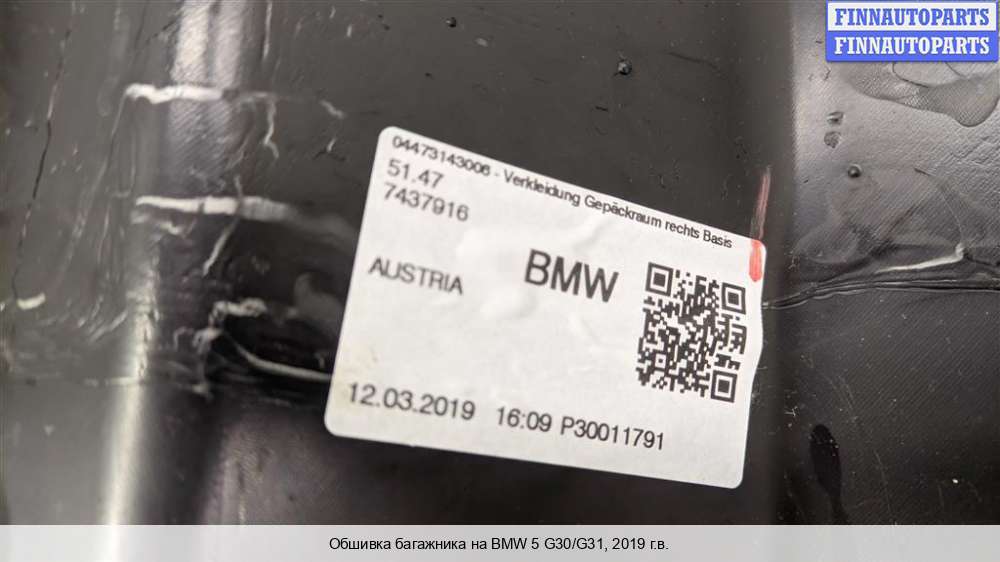 FINNAUTOPARTS
FINNAUTOPARTS
04473143006 - Verkleidung Gepäckraum rechts Basis
51.47
7437916
AUSTRIA
BMW
12.03.2019 16:09 P30011791
Обшивка багажника на BMW 5 G30/G31, 2019 г.в.